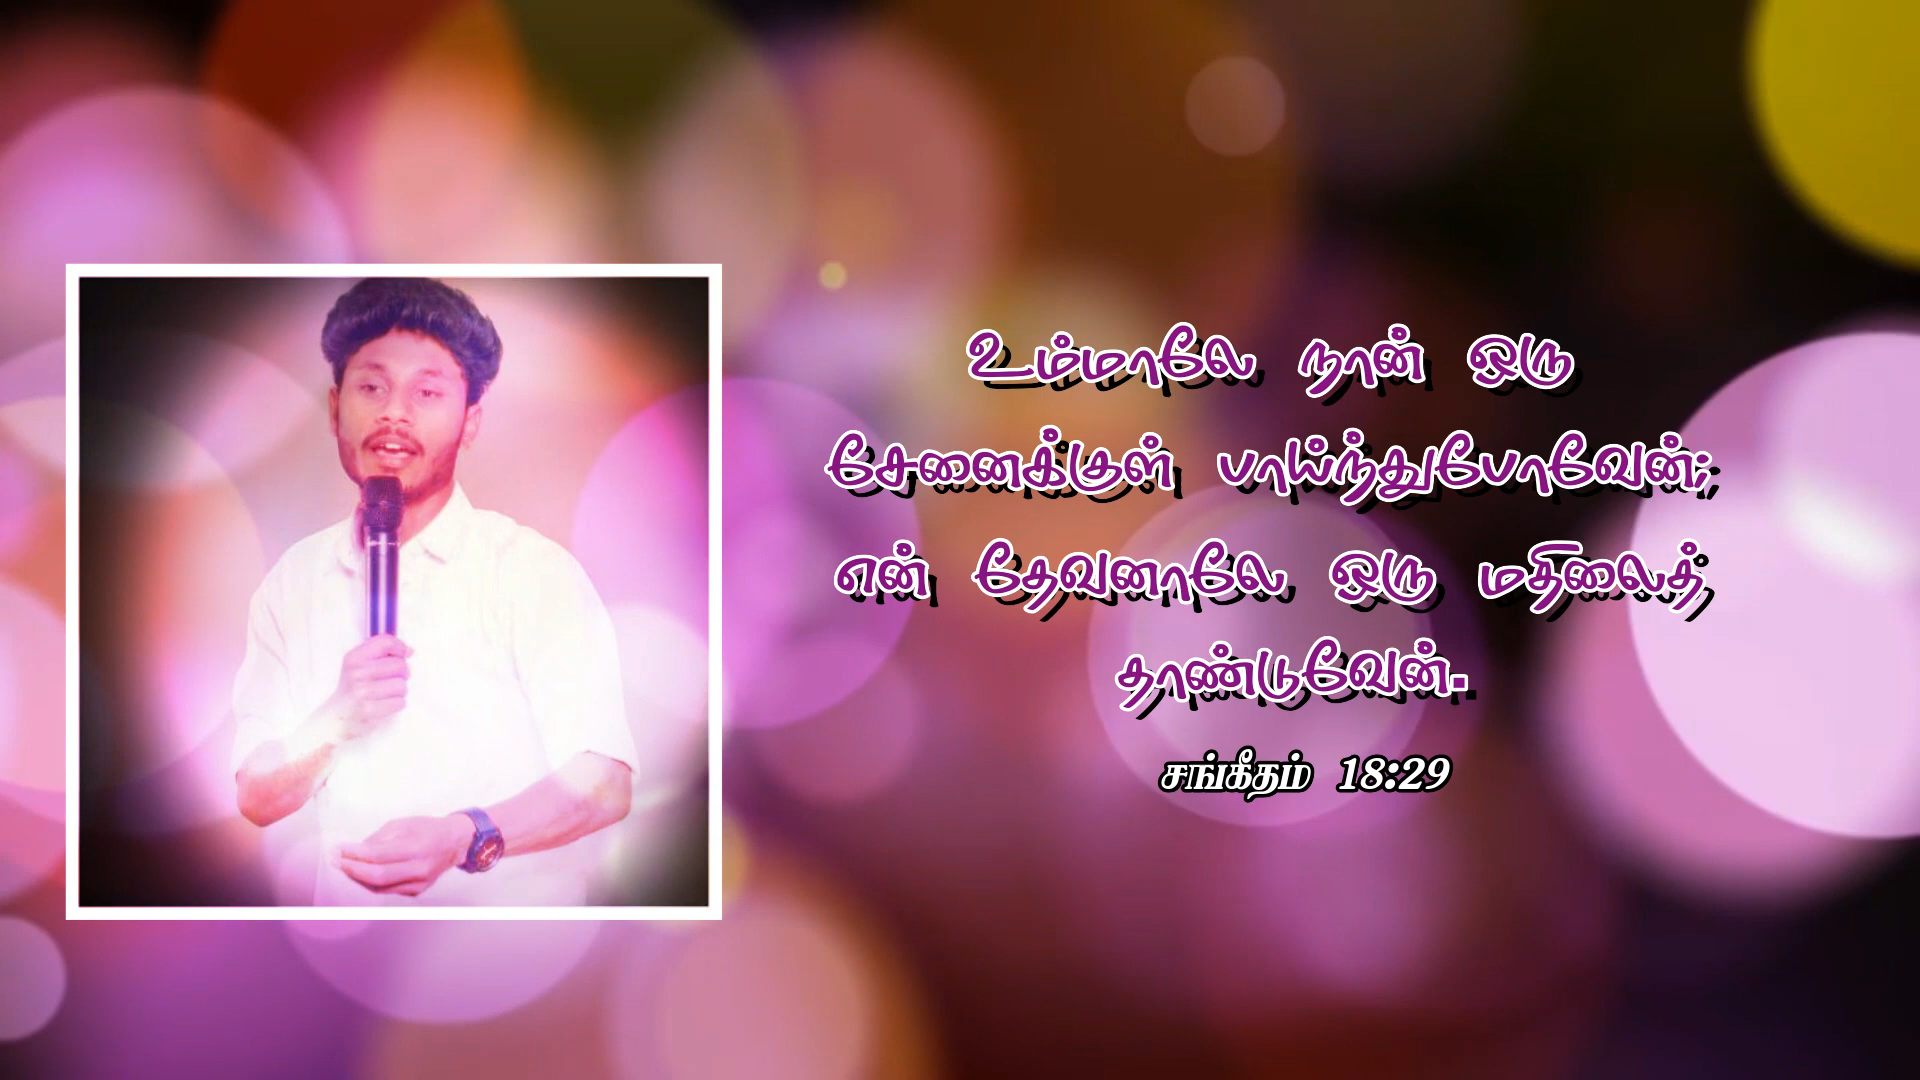 உம்மாலே நான் ஒரு
சேனைக்குள் பாய்ந்துபோவேன்;
என் தேவனாலே ஒரு மதிலைத்
தாண்டுவேன்.
சங்கீதம் 18:29